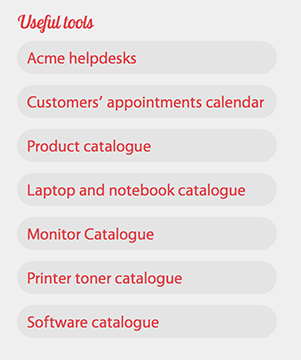 Useful tools
Acme helpdesks
Customers’ appointments calendar
Product catalogue
Laptop and notebook catalogue
Monitor Catalogue
Printer toner catalogue
Software catalogue